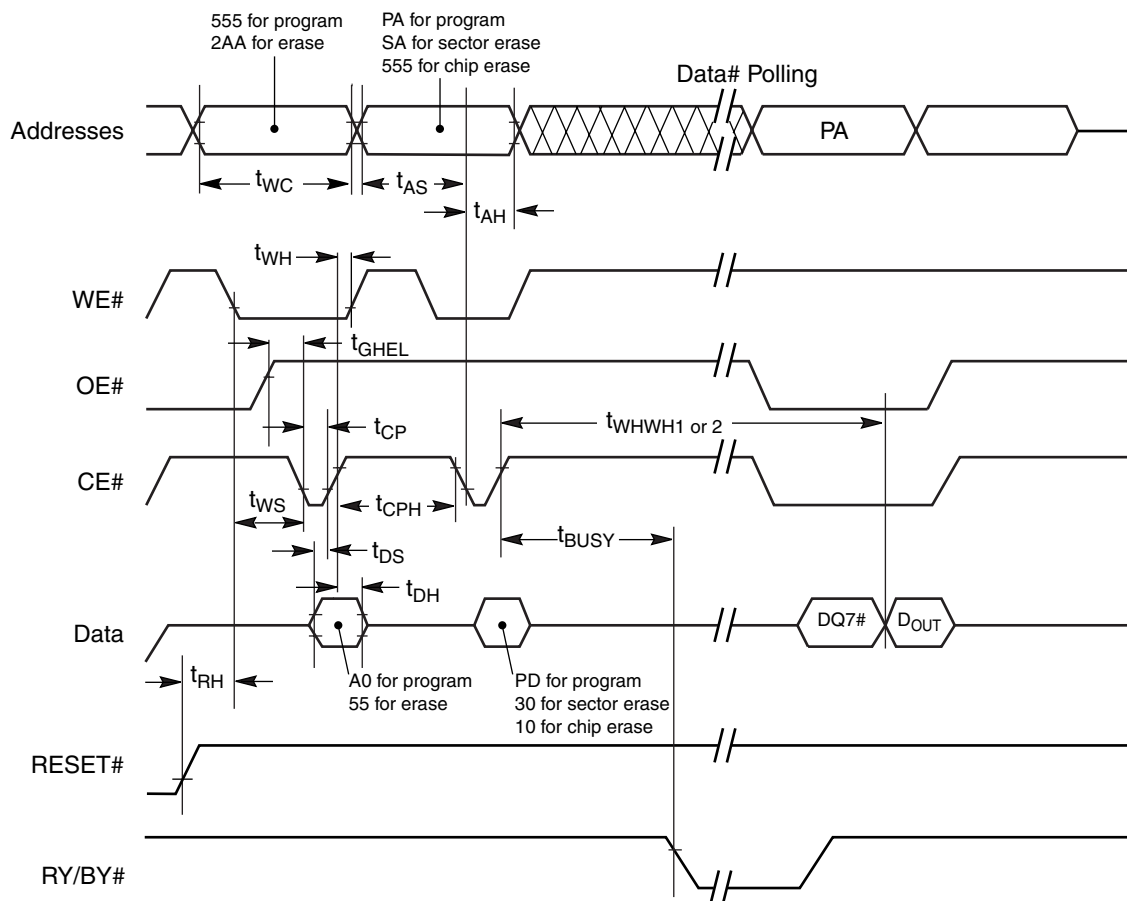 555 for program
2AA for erase
PA for program
SA for sector erase
555 for chip erase
Data# Polling
Addresses
PA
tWC
tAS
tAH
tWH
WE#
tGHEL
OE#
tWHWH1 or 2
tCP
CE#
tWS
tCPH
tBUSY
tDS
tDH
Data
DQ7#
DOUT
tRH
A0 for program
55 for erase
PD for program
30 for sector erase
10 for chip erase
RESET#
RY/BY#